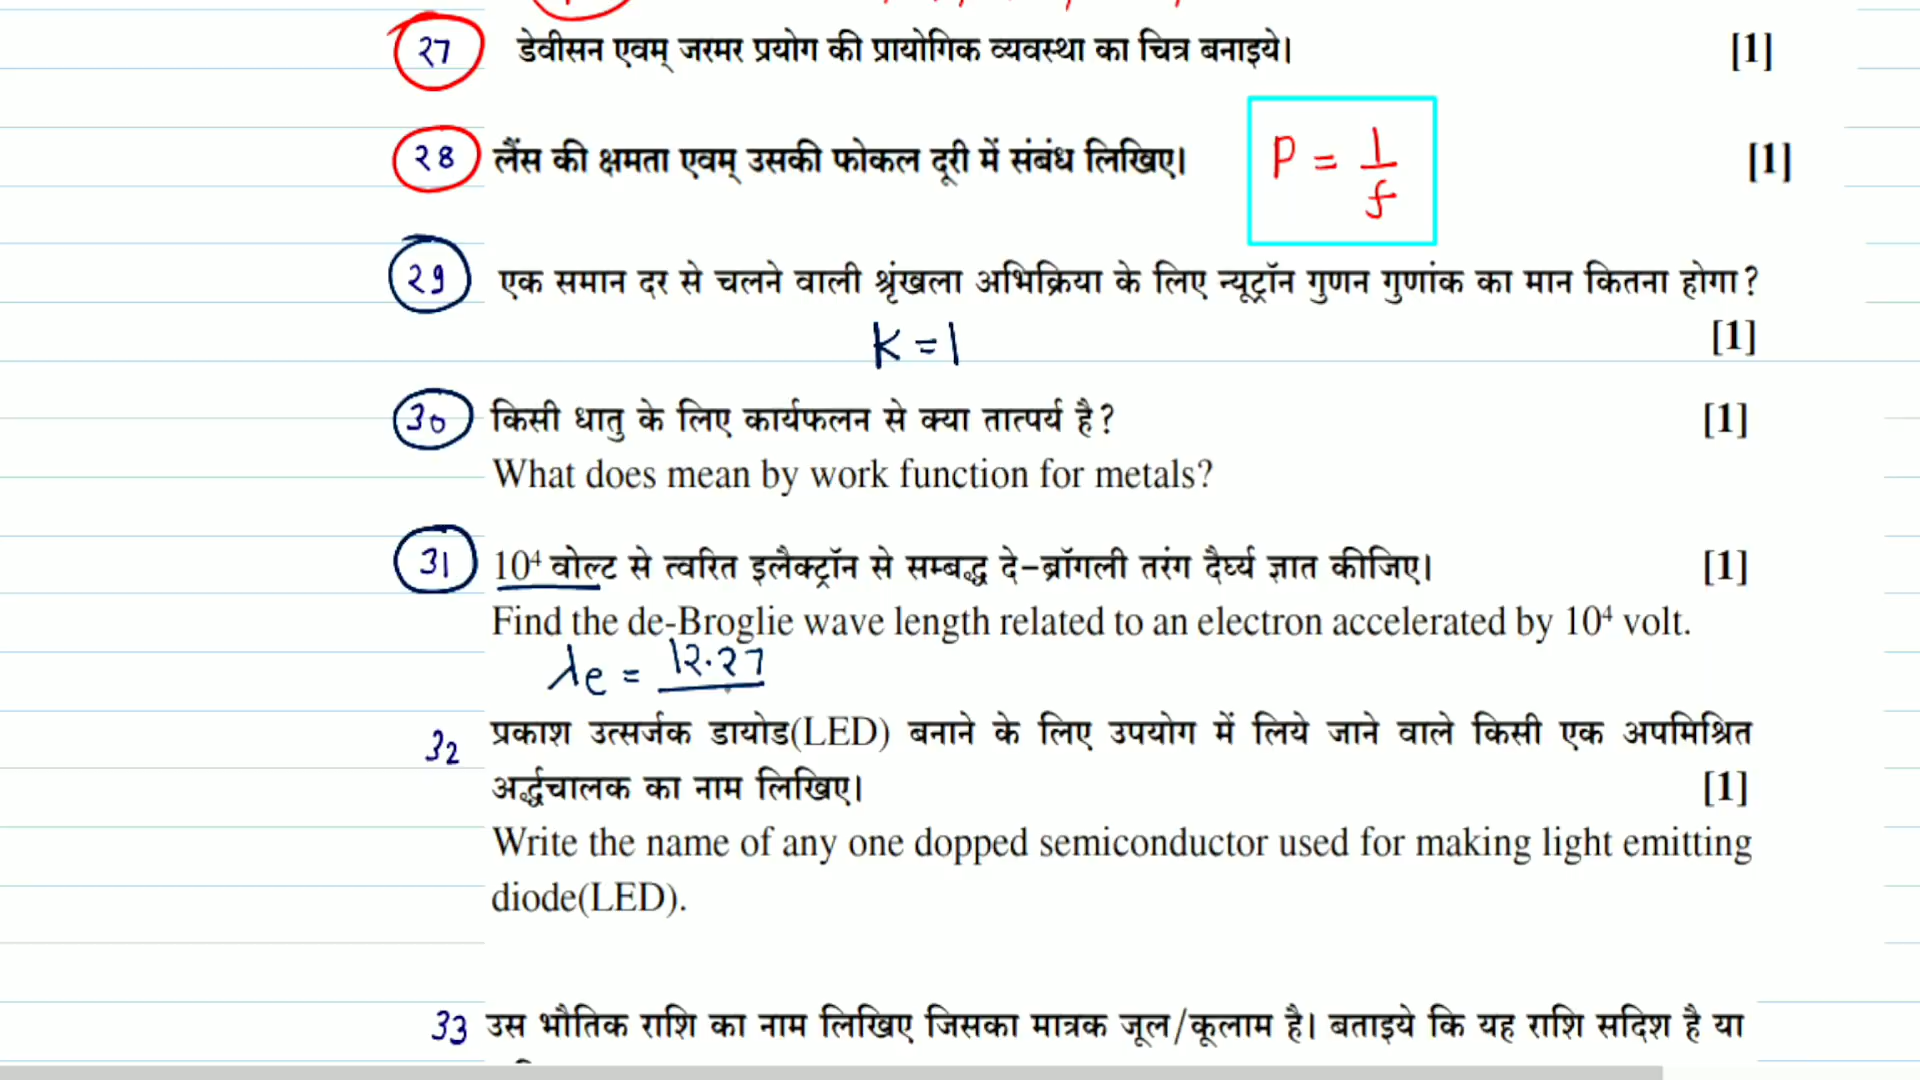 27 डेवीसन एवम् जरमर प्रयोग की प्रायोगिक व्यवस्था का चित्र बनाइये। [1]
28 लैंस की क्षमता एवम् उसकी फोकल दूरी में संबंध लिखिए। P = 1/f [1]
29 एक समान दर से चलने वाली श्रृंखला अभिक्रिया के लिए न्यूट्रॉन गुणन गुणांक का मान कितना होगा?
K = 1 [1]
30 किसी धातु के लिए कार्यफलन से क्या तात्पर्य है? [1]
What does mean by work function for metals?
31 10⁴ वोल्ट से त्वरित इलैक्ट्रॉन से सम्बद्ध दे-ब्रॉगली तरंग दैर्घ्य ज्ञात कीजिए। [1]
Find the de-Broglie wave length related to an electron accelerated by 10⁴ volt.
λe = 12.27
32 प्रकाश उत्सर्जक डायोड(LED) बनाने के लिए उपयोग में लिये जाने वाले किसी एक अपमिश्रित
अर्द्धचालक का नाम लिखिए। [1]
Write the name of any one dopped semiconductor used for making light emitting
diode(LED).
33 उस भौतिक राशि का नाम लिखिए जिसका मात्रक जूल/कूलाम है। बताइये कि यह राशि सदिश है या